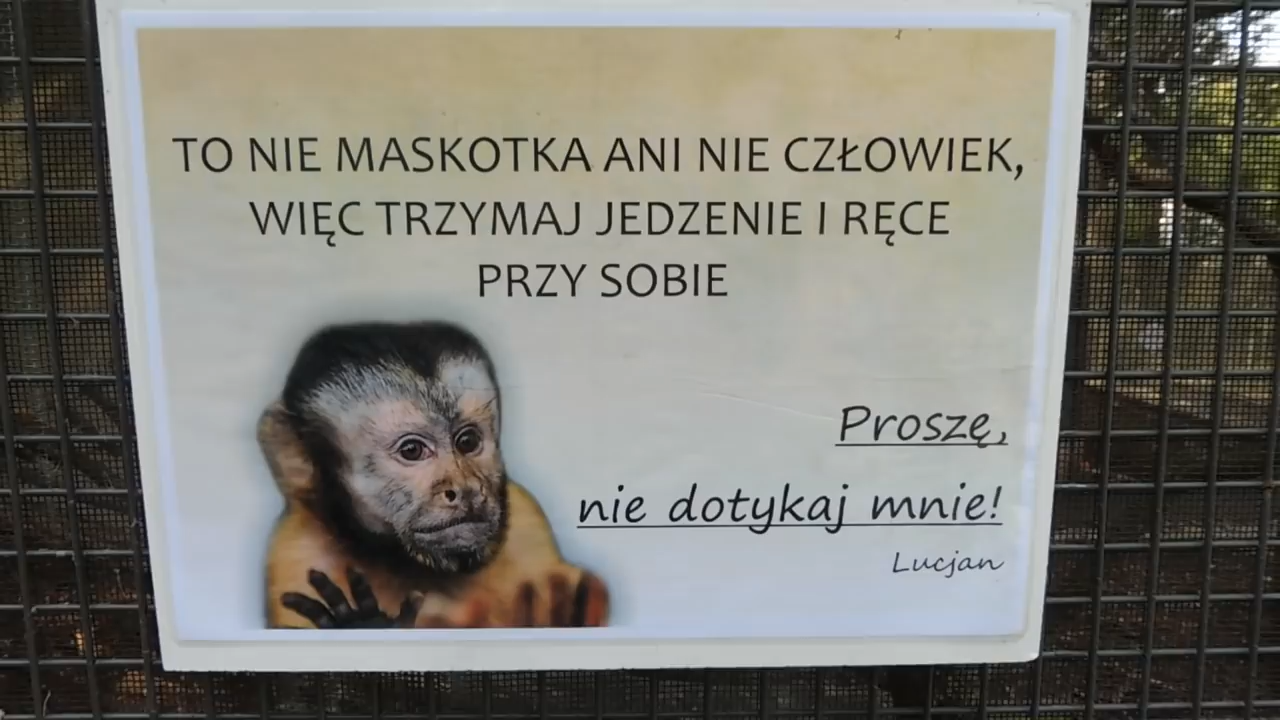 TO NIE MASKOTKA ANI NIE CZŁOWIEK,
WIĘC TRZYMAJ JEDZENIE I RĘCE
PRZY SOBIE
Proszę,
nie dotykaj mnie!
Lucjan